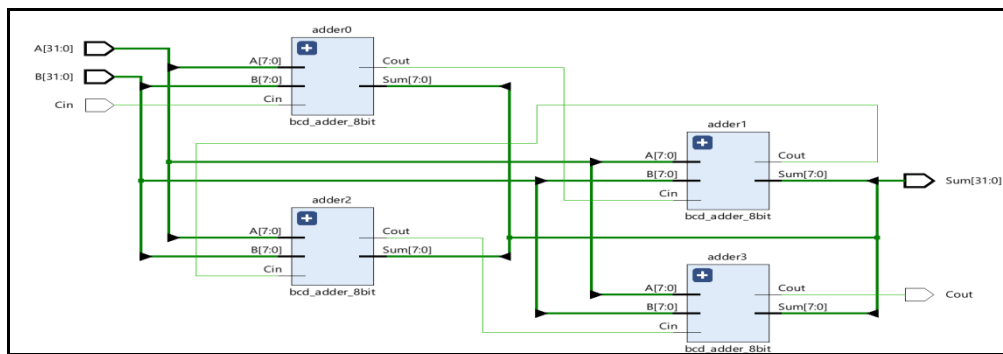 adder0
A[31:0]
B[31:0]
Cin
A[7:0]
B[7:0]
Cin
Cout
Sum[7:0]
bcd_adder_8bit
adder1
A[7:0]
B[7:0]
Cin
Cout
Sum[7:0]
bcd_adder_8bit
Sum[31:0]
adder2
A[7:0]
B[7:0]
Cin
Cout
Sum[7:0]
bcd_adder_8bit
adder3
A[7:0]
B[7:0]
Cin
Cout
Sum[7:0]
bcd_adder_8bit
Cout